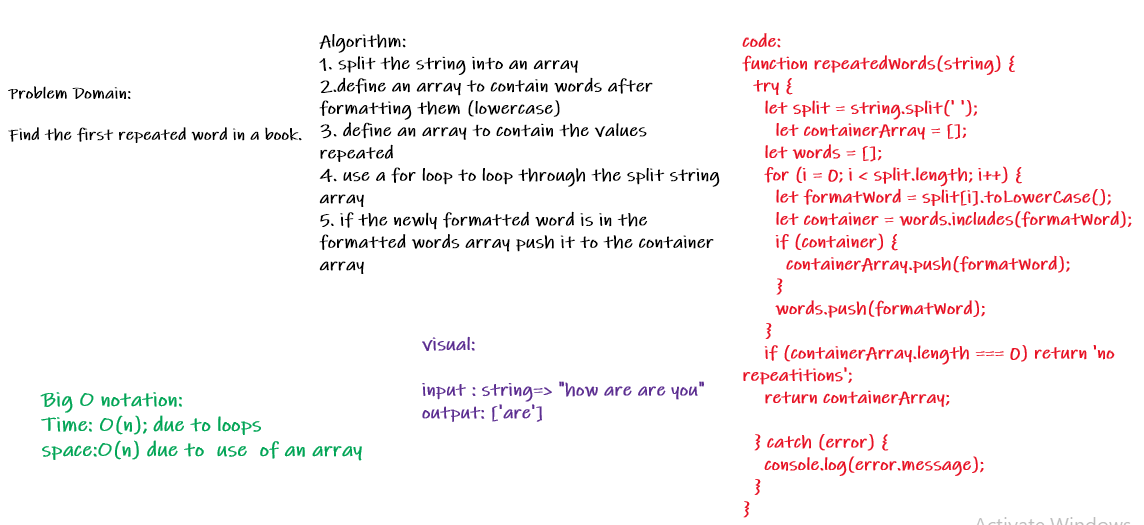 Problem Domain:
Find the first repeated word in a book.
Algorithm:
1. split the string into an array
2.define an array to contain words after
formatting them (lowercase)
3. define an array to contain the values
repeated
4. use a for loop to loop through the split string
array
5. if the newly formatted word is in the
formatted words array push it to the container
array
visual:
input : string=> "how are are you"
output: ['are']
Big O notation:
Time: O(n); due to loops
space:O(n) due to use of an array
code:
function repeatedWords(string) {
try {
let split = string.split(' ');
let containerArray = [];
let words = [];
for (i = 0; i < split.length; i++) {
let formatWord = split[i].toLowerCase();
let container = words.includes(formatWord);
if (container) {
containerArray.push(formatWord);
}
words.push(formatWord);
}
if (containerArray.length === 0) return 'no
repeatitions';
return containerArray;
} catch (error) {
console.log(error.message);
}
}
Activate Windows